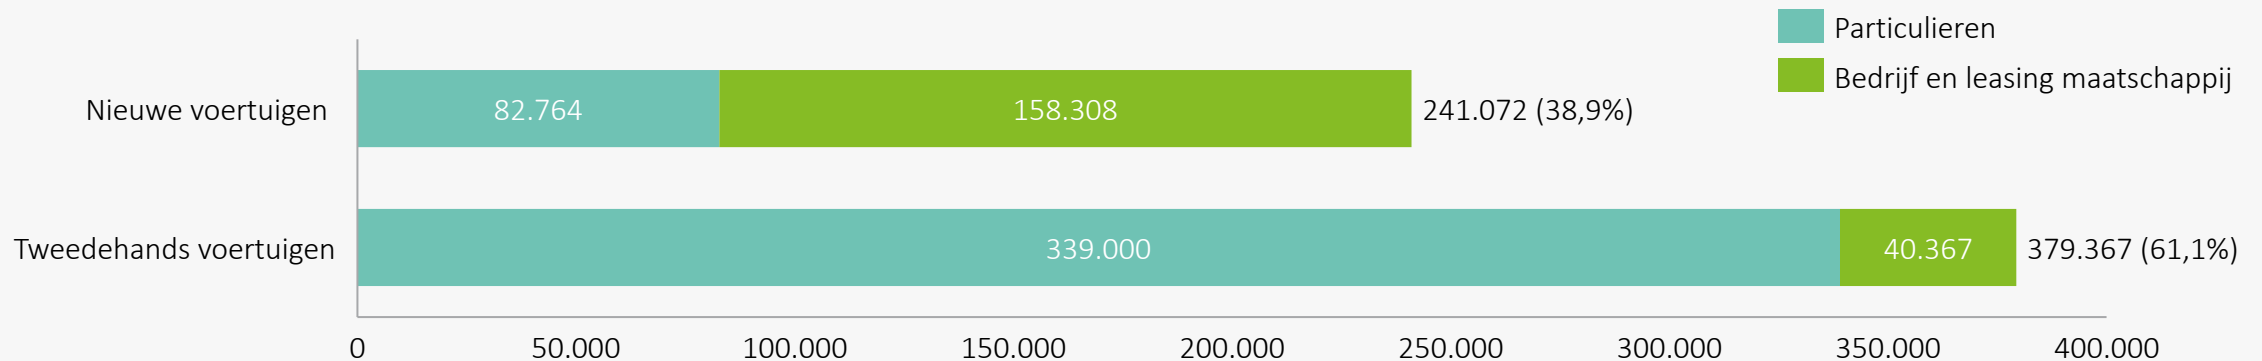 Particulieren
Bedrijf en leasing maatschappij
Nieuwe voertuigen 82.764 158.308 241.072 (38,9%)
Tweedehands voertuigen 339.000 40.367 379.367 (61,1%)
0 50.000 100.000 150.000 200.000 250.000 300.000 350.000 400.000